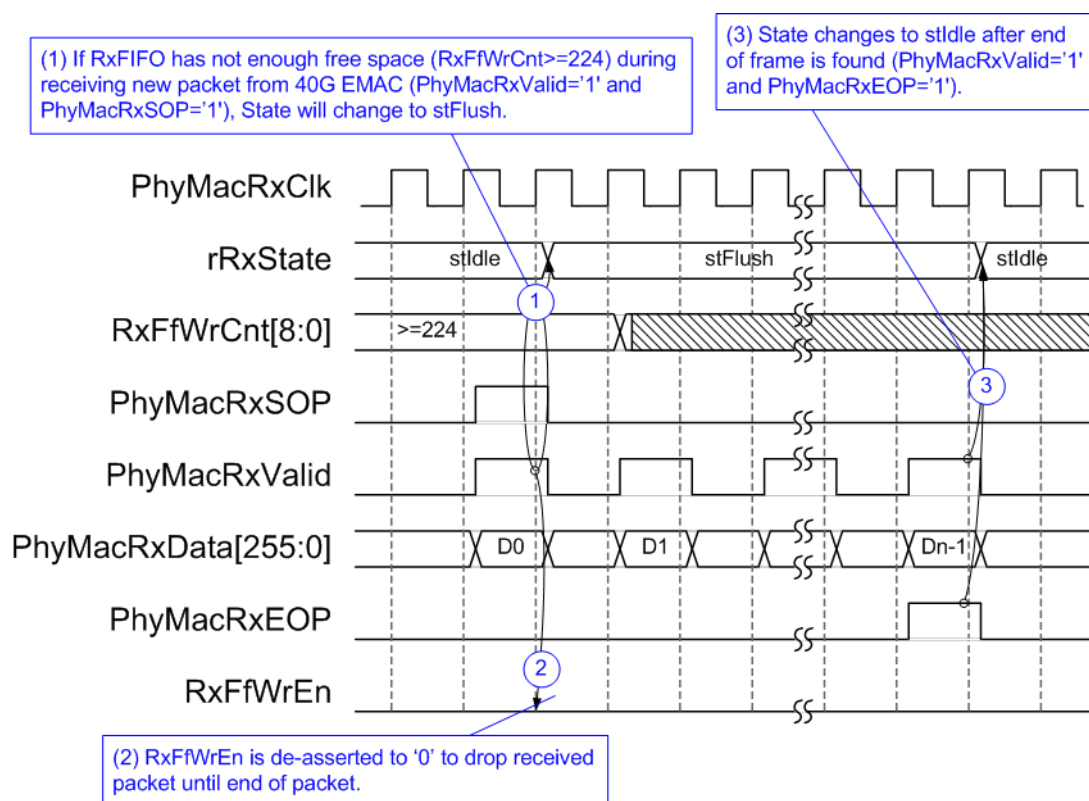 (1) If RxFIFO has not enough free space (RxFfWrCnt>=224) during
receiving new packet from 40G EMAC (PhyMacRxValid='1' and
PhyMacRxSOP='1'), State will change to stFlush.
(3) State changes to stIdle after end
of frame is found (PhyMacRxValid='1'
and PhyMacRxEOP='1').
PhyMacRxClk
rRxState
stIdle
stFlush
stIdle
1
RxFfWrCnt[8:0]
>=224
PhyMacRxSOP
3
PhyMacRxValid
PhyMacRxData[255:0]
D0
D1
Dn-1
PhyMacRxEOP
2
RxFfWrEn
(2) RxFfWrEn is de-asserted to ‘0’ to drop received
packet until end of packet.